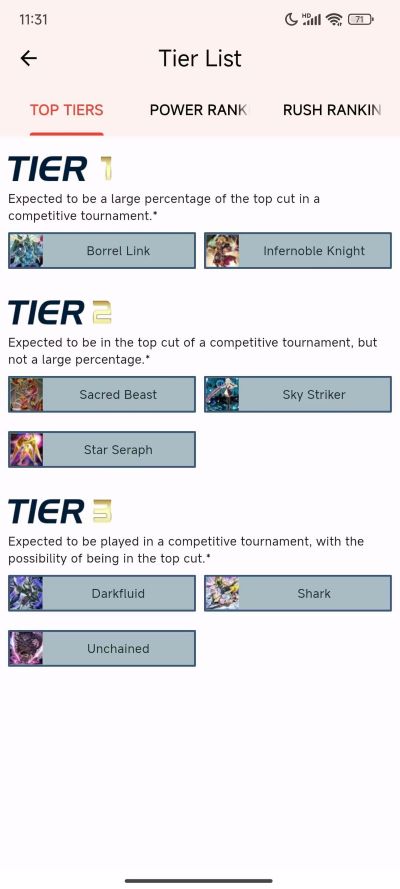 11:31
HD
71
Tier List
TOP TIERS
POWER RANK
RUSH RANKIN
TIER 1
Expected to be a large percentage of the top cut in a
competitive tournament.*
Borrel Link
Infernoble Knight
TIER 2
Expected to be in the top cut of a competitive tournament, but
not a large percentage.*
Sacred Beast
Sky Striker
Star Seraph
TIER 3
Expected to be played in a competitive tournament, with the
possibility of being in the top cut.*
Darkfluid
Shark
Unchained